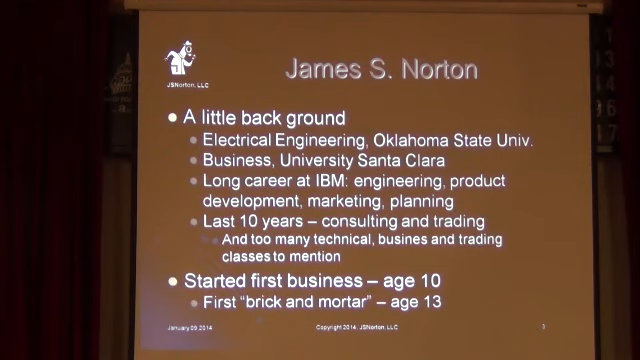 James S. Norton
JSNorton, LLC
A little back ground
Electrical Engineering, Oklahoma State Univ.
Business, University Santa Clara
Long career at IBM: engineering, product
development, marketing, planning
Last 10 years – consulting and trading
And too many technical, busines and trading
classes to mention
Started first business – age 10
First “brick and mortar” – age 13
January 09, 2014
Copyright 2014, JSNorton, LLC
3